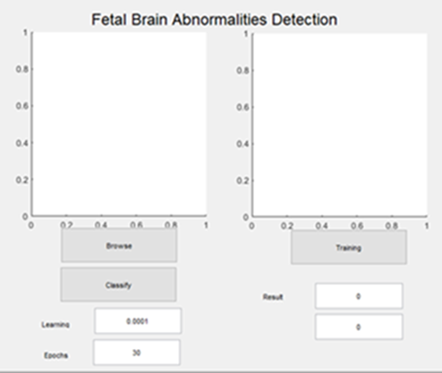 Fetal Brain Abnormalities Detection
1
0.8
0.6
0.4
0.2
0
0 0.2 0.4 0.6 0.8 1
1
0.8
0.6
0.4
0.2
0
0 0.2 0.4 0.6 0.8 1
Browse
Classify
Learning 0.0001
Epochs 30
Training
Result 0
0